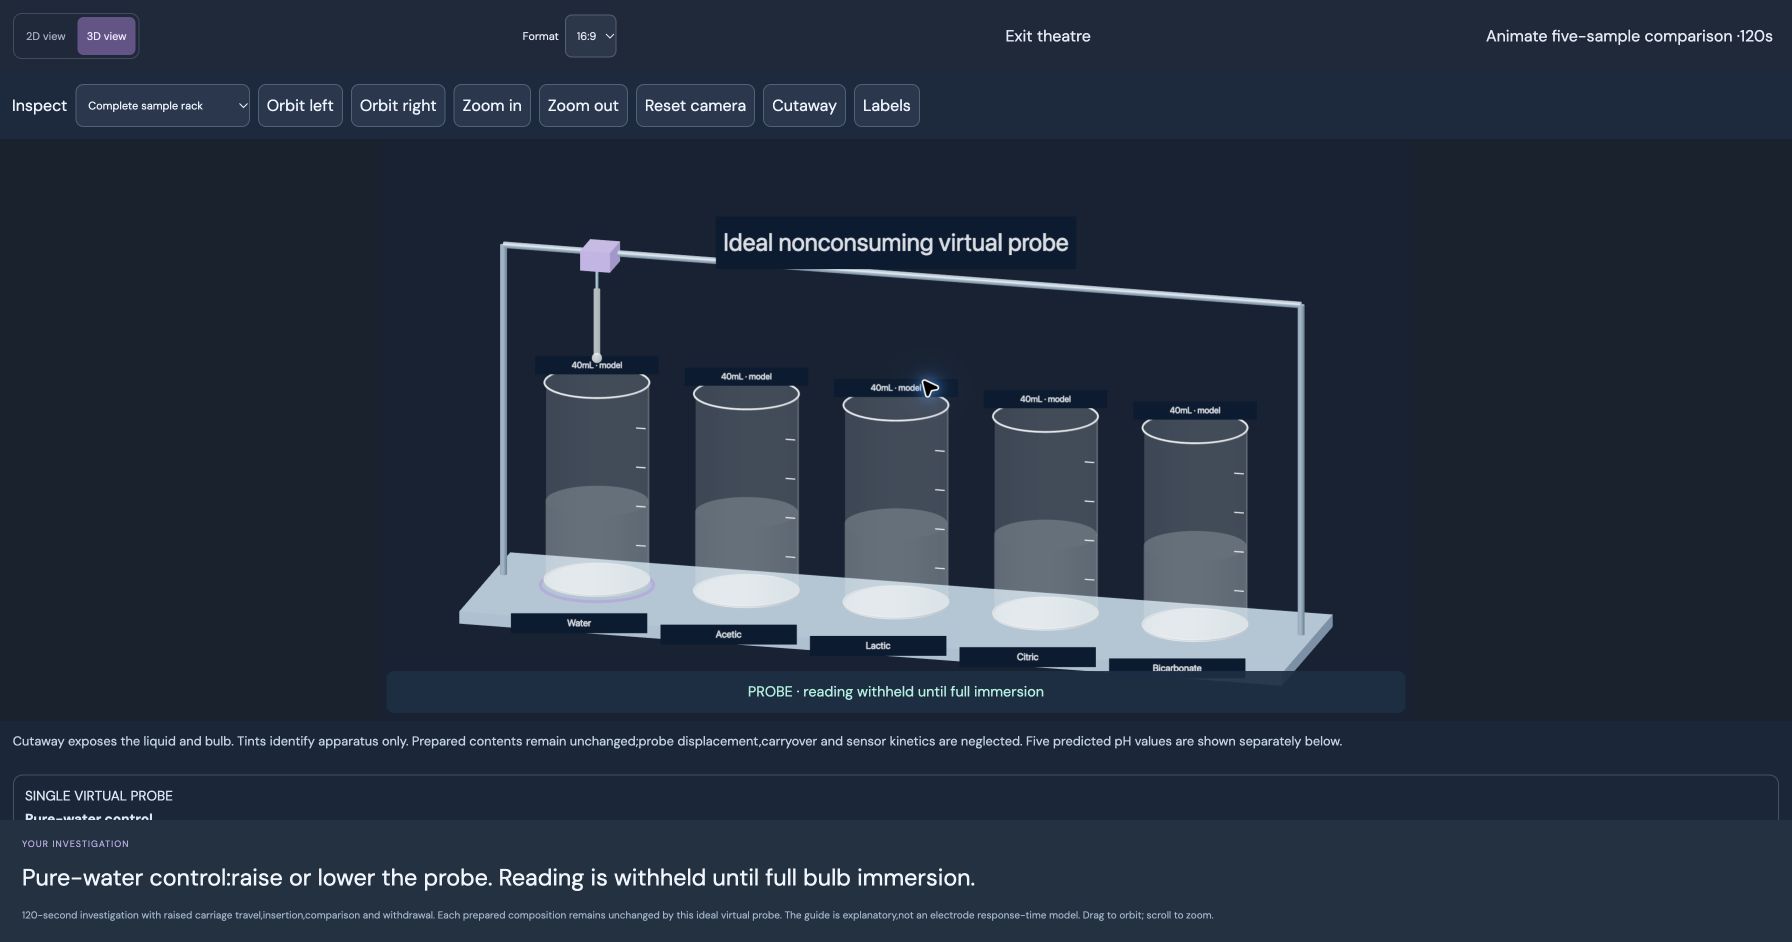 2D view 3D view Format 16:9 Exit theatre Animate five-sample comparison ·120s
Inspect Complete sample rack Orbit left Orbit right Zoom in Zoom out Reset camera Cutaway Labels
Ideal nonconsuming virtual probe
40mL · model
40mL · model
40mL · model
40mL · model
40mL · model
Water
Acetic
Lactic
Citric
Bicarbonate
PROBE · reading withheld until full immersion
Cutaway exposes the liquid and bulb. Tints identify apparatus only. Prepared contents remain unchanged;probe displacement,carryover and sensor kinetics are neglected. Five predicted pH values are shown separately below.
SINGLE VIRTUAL PROBE
Pure-water control
YOUR INVESTIGATION
Pure-water control:raise or lower the probe. Reading is withheld until full bulb immersion.
120-second investigation with raised carriage travel,insertion,comparison and withdrawal. Each prepared composition remains unchanged by this ideal virtual probe. The guide is explanatory,not an electrode response-time model. Drag to orbit; scroll to zoom.